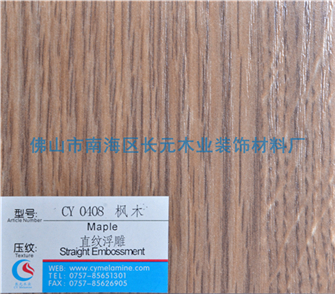 佛山市南海区长元木业装饰材料厂
型号: CY 0408 枫木
Article Number Maple
压纹: 直纹浮雕
Texture Straight Embossment
WEB: www.cymelamine.com
TEL: 0757-85651301
FAX: 0757-85626905